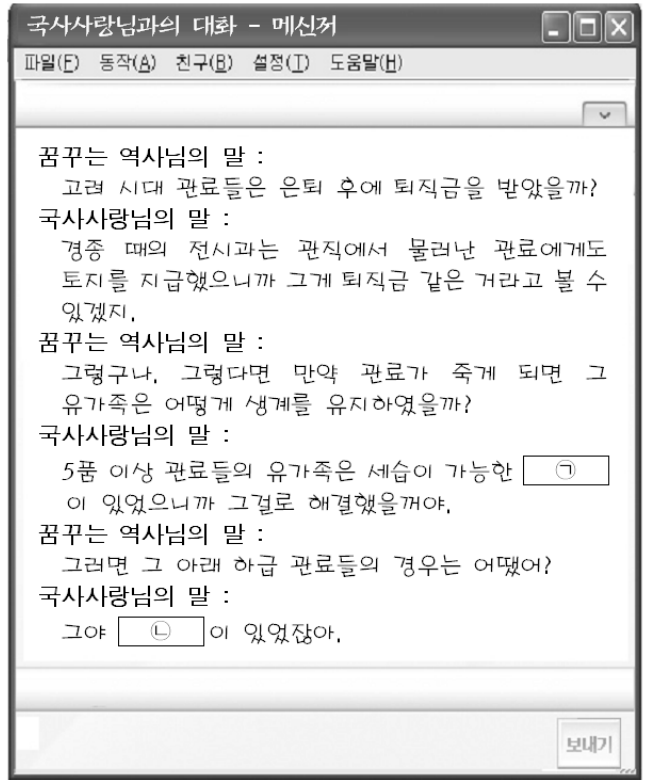 국사사랑님과의 대화 - 메신저
파일(F) 동작(A) 친구(B) 설정(T) 도움말(H)
꿈꾸는 역사님의 말 :
고려 시대 관료들은 은퇴 후에 퇴직금을 받았을까?
국사사랑님의 말 :
경종 때의 전시과는 관직에서 물러난 관료에게도
토지를 지급했으니까 그게 퇴직금 같은 거라고 볼 수
있겠지.
꿈꾸는 역사님의 말 :
그렇구나. 그렇다면 만약 관료가 죽게 되면 그
유가족은 어떻게 생계를 유지하였을까?
국사사랑님의 말 :
5품 이상 관료들의 유가족은 세습이 가능한 ㉠
이 있었으니까 그걸로 해결했을꺼야.
꿈꾸는 역사님의 말 :
그러면 그 아래 하급 관료들의 경우는 어땠어?
국사사랑님의 말 :
그야 ㉡ 이 있었잖아.
보내기